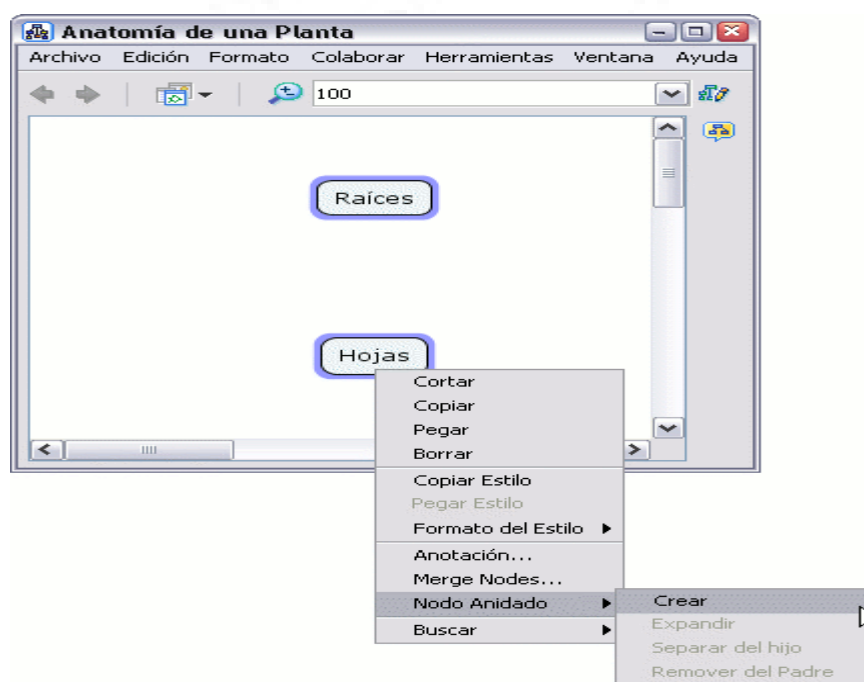 Anatomía de una Planta
Archivo Edición Formato Colaborar Herramientas Ventana Ayuda
100
Raíces
Hojas
Cortar
Copiar
Pegar
Borrar
Copiar Estilo
Pegar Estilo
Formato del Estilo
Anotación...
Merge Nodes...
Nodo Anidado
Crear
Expandir
Buscar
Separar del hijo
Remover del Padre